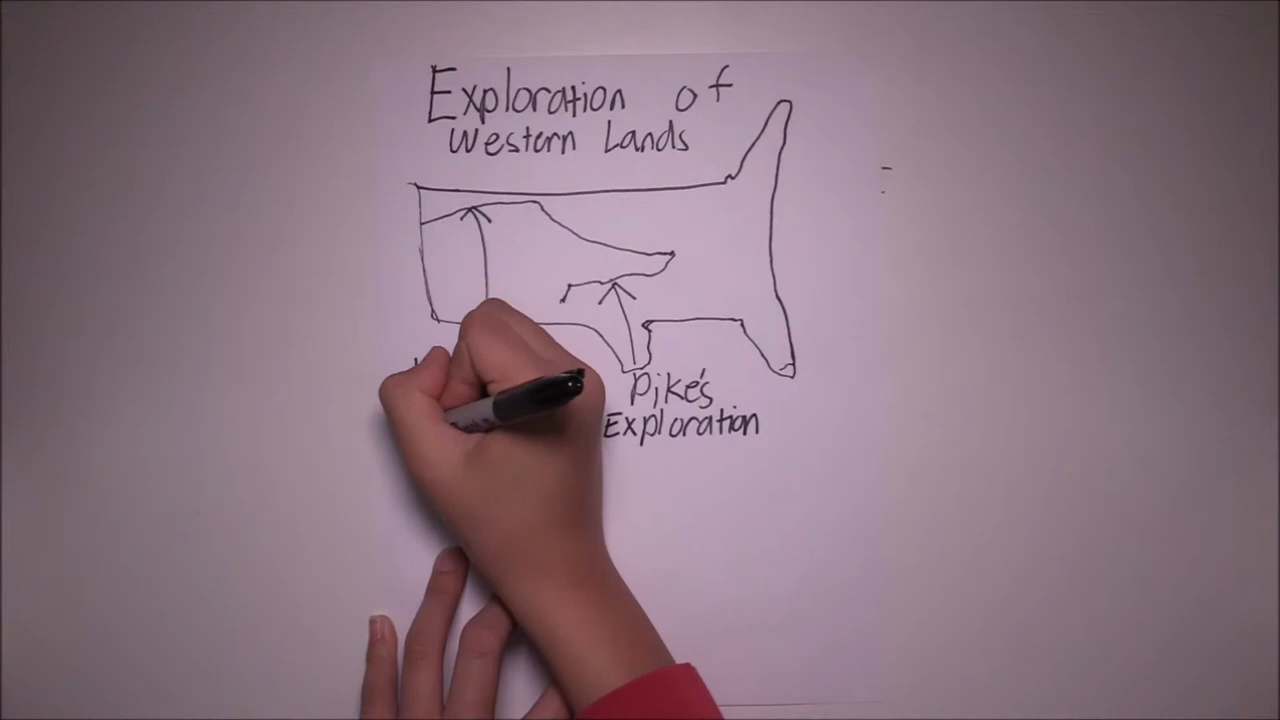 Exploration of
Western Lands
Pike's
Exploration